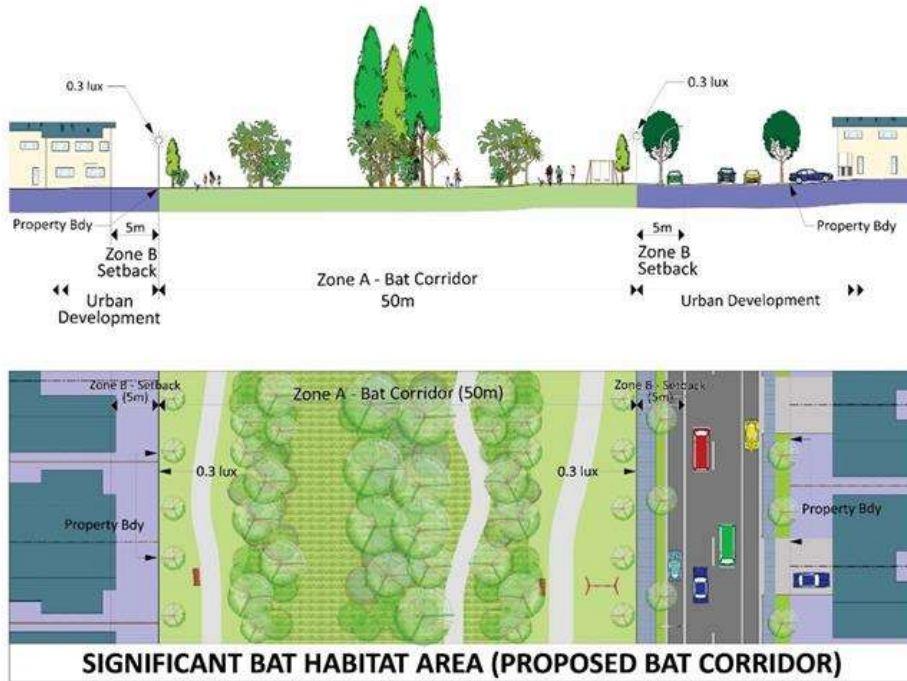 0.3 lux
0.3 lux
Property Bdy
Property Bdy
5m
5m
Zone B
Setback
Zone B
Setback
Zone A - Bat Corridor
50m
Urban
Development
Urban Development
Zone B - Setback
(5m)
Zone A - Bat Corridor (50m)
Zone B - Setback
(5m)
0.3 lux
0.3 lux
Property Bdy
Property Bdy
SIGNIFICANT BAT HABITAT AREA (PROPOSED BAT CORRIDOR)